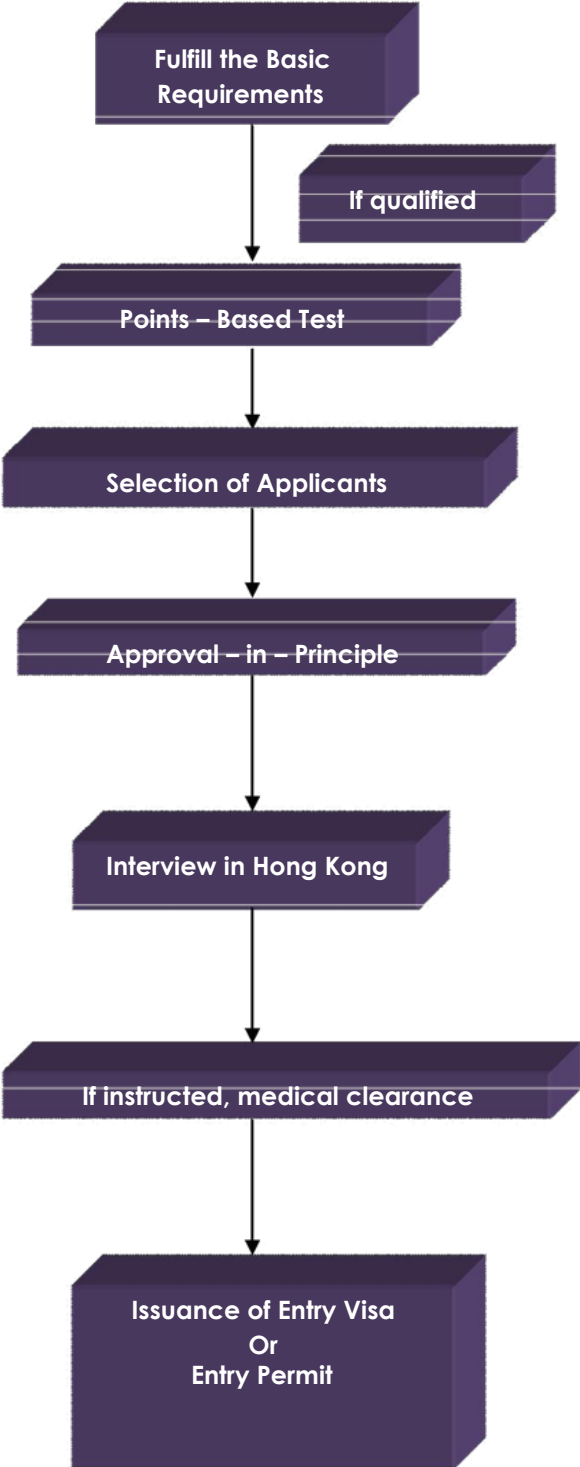 Fulfill the Basic
Requirements
If qualified
Points – Based Test
Selection of Applicants
Approval – in – Principle
Interview in Hong Kong
If instructed, medical clearance
Issuance of Entry Visa
Or
Entry Permit